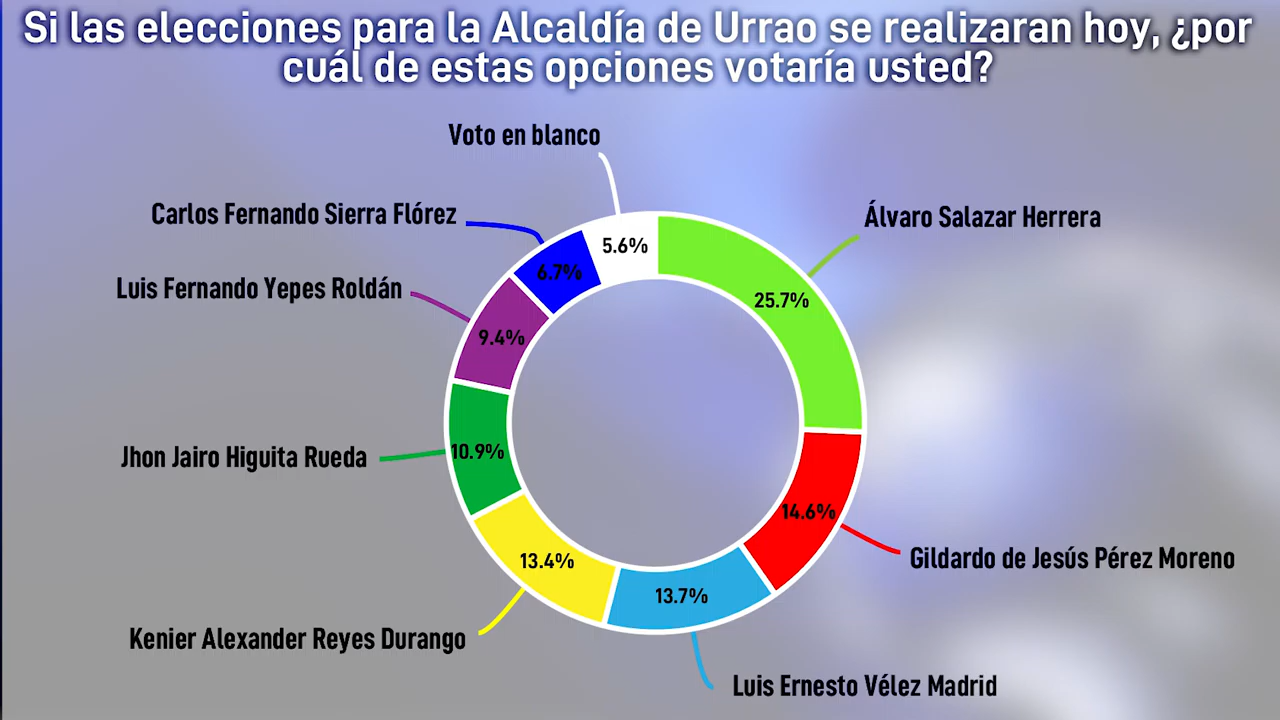 Si las elecciones para la Alcaldía de Urrao se realizaran hoy, ¿por
cuál de estas opciones votaría usted?
Voto en blanco
Carlos Fernando Sierra Flórez
Álvaro Salazar Herrera
5.6%
6.7%
Luis Fernando Yepes Roldán
25.7%
9.4%
Jhon Jairo Higuita Rueda
10.9%
14.6%
Gildardo de Jesús Pérez Moreno
13.4%
13.7%
Kenier Alexander Reyes Durango
Luis Ernesto Vélez Madrid